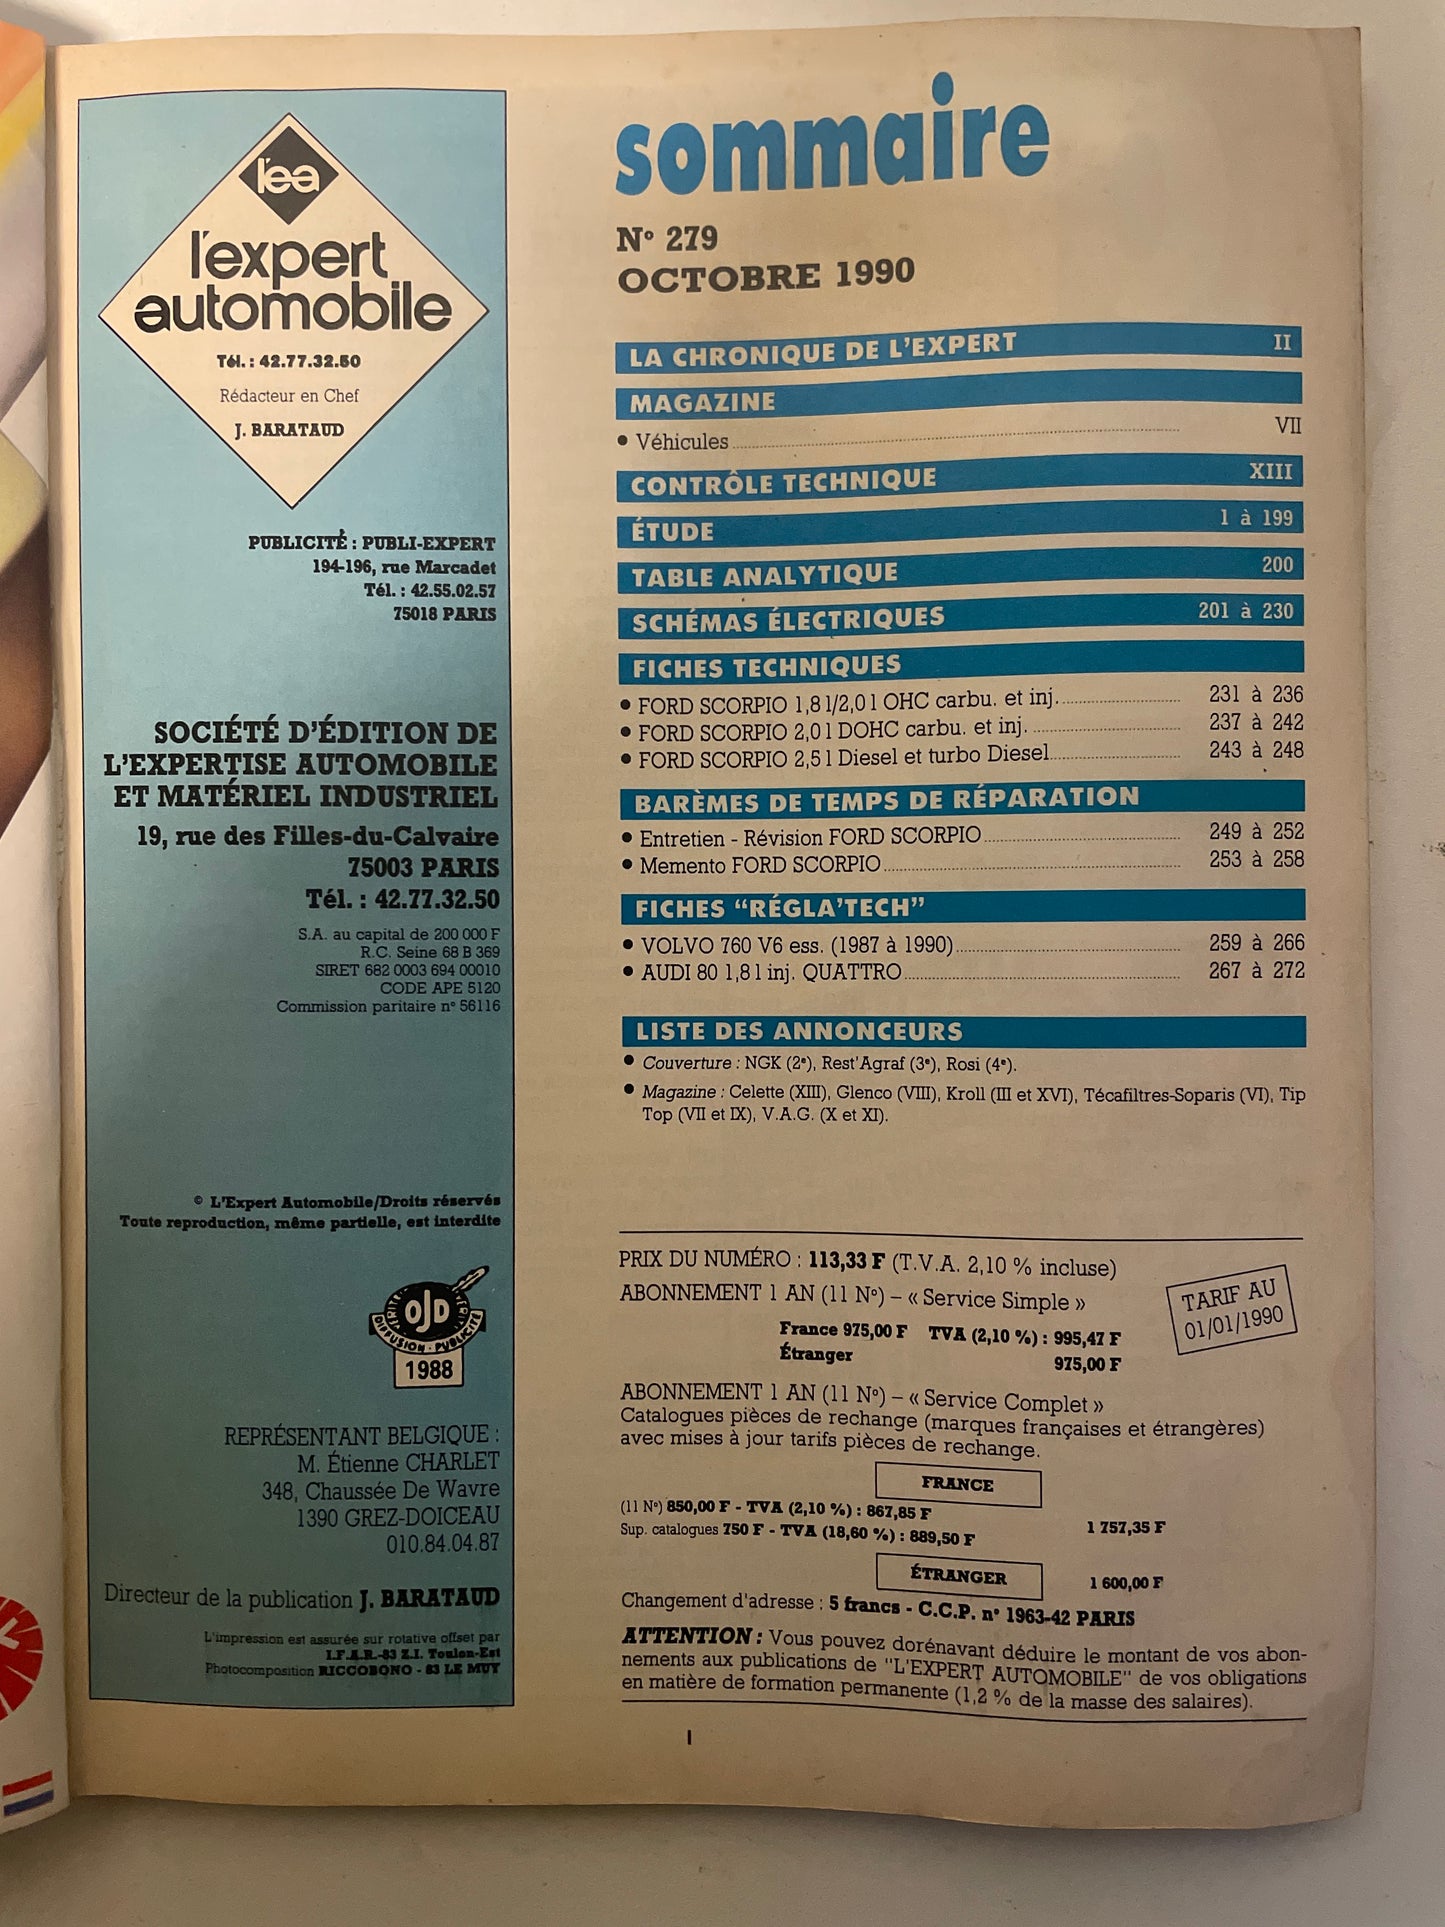 l'ea
l'expert
automobile
Tél. : 42.77.32.50
Rédacteur en Chef
J. BARATAUD
PUBLICITÉ : PUBLI-EXPERT
194-196, rue Marcadet
Tél. : 42.55.02.57
75018 PARIS
SOCIÉTÉ D'ÉDITION DE
L'EXPERTISE AUTOMOBILE
ET MATÉRIEL INDUSTRIEL
19, rue des Filles-du-Calvaire
75003 PARIS
Tél. : 42.77.32.50
S.A. au capital de 200 000 F
R.C. Seine 68 B 369
SIRET 682 0003 694 00010
CODE APE 5120
Commission paritaire n° 56116
© L'Expert Automobile/Droits réservés
Toute reproduction, même partielle, est interdite
OJD
DIFFUSION - PUBLICITÉ
1988
REPRÉSENTANT BELGIQUE :
M. Étienne CHARLET
348, Chaussée De Wavre
1390 GREZ-DOICEAU
010.84.04.87
Directeur de la publication J. BARATAUD
L'impression est assurée sur rotative offset par
I.F.A.R.-83 Z.I. Toulon-Est
Photocomposition RICCOBONO - 83 LE MUY
sommaire
N° 279
OCTOBRE 1990
LA CHRONIQUE DE L'EXPERT II
MAGAZINE
• Véhicules VII
CONTRÔLE TECHNIQUE XIII
ÉTUDE 1 à 199
TABLE ANALYTIQUE 200
SCHÉMAS ÉLECTRIQUES 201 à 230
FICHES TECHNIQUES
• FORD SCORPIO 1,8 l/2,0 l OHC carbu. et inj. 231 à 236
• FORD SCORPIO 2,0 l DOHC carbu. et inj. 237 à 242
• FORD SCORPIO 2,5 l Diesel et turbo Diesel 243 à 248
BARÈMES DE TEMPS DE RÉPARATION
• Entretien - Révision FORD SCORPIO 249 à 252
• Memento FORD SCORPIO 253 à 258
FICHES “RÉGLA'TECH”
• VOLVO 760 V6 ess. (1987 à 1990) 259 à 266
• AUDI 80 1,8 l inj. QUATTRO 267 à 272
LISTE DES ANNONCEURS
• Couverture : NGK (2e), Rest'Agraf (3e), Rosi (4e).
• Magazine : Celette (XIII), Glenco (VIII), Kroll (III et XVI), Técafiltres-Soparis (VI), Tip
Top (VII et IX), V.A.G. (X et XI).
PRIX DU NUMÉRO : 113,33 F (T.V.A. 2,10 % incluse)
ABONNEMENT 1 AN (11 N°) – « Service Simple »
France 975,00 F TVA (2,10 %) : 995,47 F
Étranger 975,00 F
TARIF AU
01/01/1990
ABONNEMENT 1 AN (11 N°) – « Service Complet »
Catalogues pièces de rechange (marques françaises et étrangères)
avec mises à jour tarifs pièces de rechange.
FRANCE
(11 N°) 850,00 F - TVA (2,10 %) : 867,85 F
Sup. catalogues 750 F - TVA (18,60 %) : 889,50 F
1 757,35 F
ÉTRANGER
1 600,00 F
Changement d'adresse : 5 francs - C.C.P. n° 1963-42 PARIS
ATTENTION : Vous pouvez dorénavant déduire le montant de vos abon-
nements aux publications de "L'EXPERT AUTOMOBILE" de vos obligations
en matière de formation permanente (1,2 % de la masse des salaires).
I